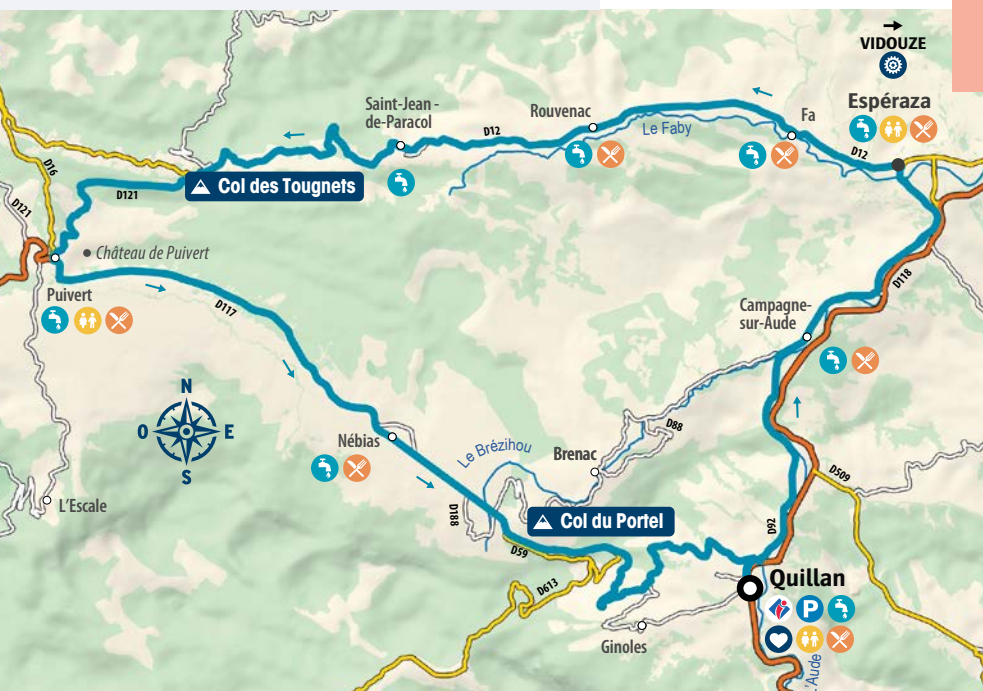 VIDOUZE
Espéraza
Saint-Jean-
de-Paracol
Rouvenac
Fa
D12
Le Faby
D12
D16
Col des Tougnets
D121
D121
Château de Puivert
Puivert
D117
D118
Campagne-
sur-Aude
N
O
E
S
Nébias
Le Brézihou
Brenac
D88
D509
L'Escale
D188
Col du Portel
D92
D59
D613
Quillan
P
Ginoles
l'Aude